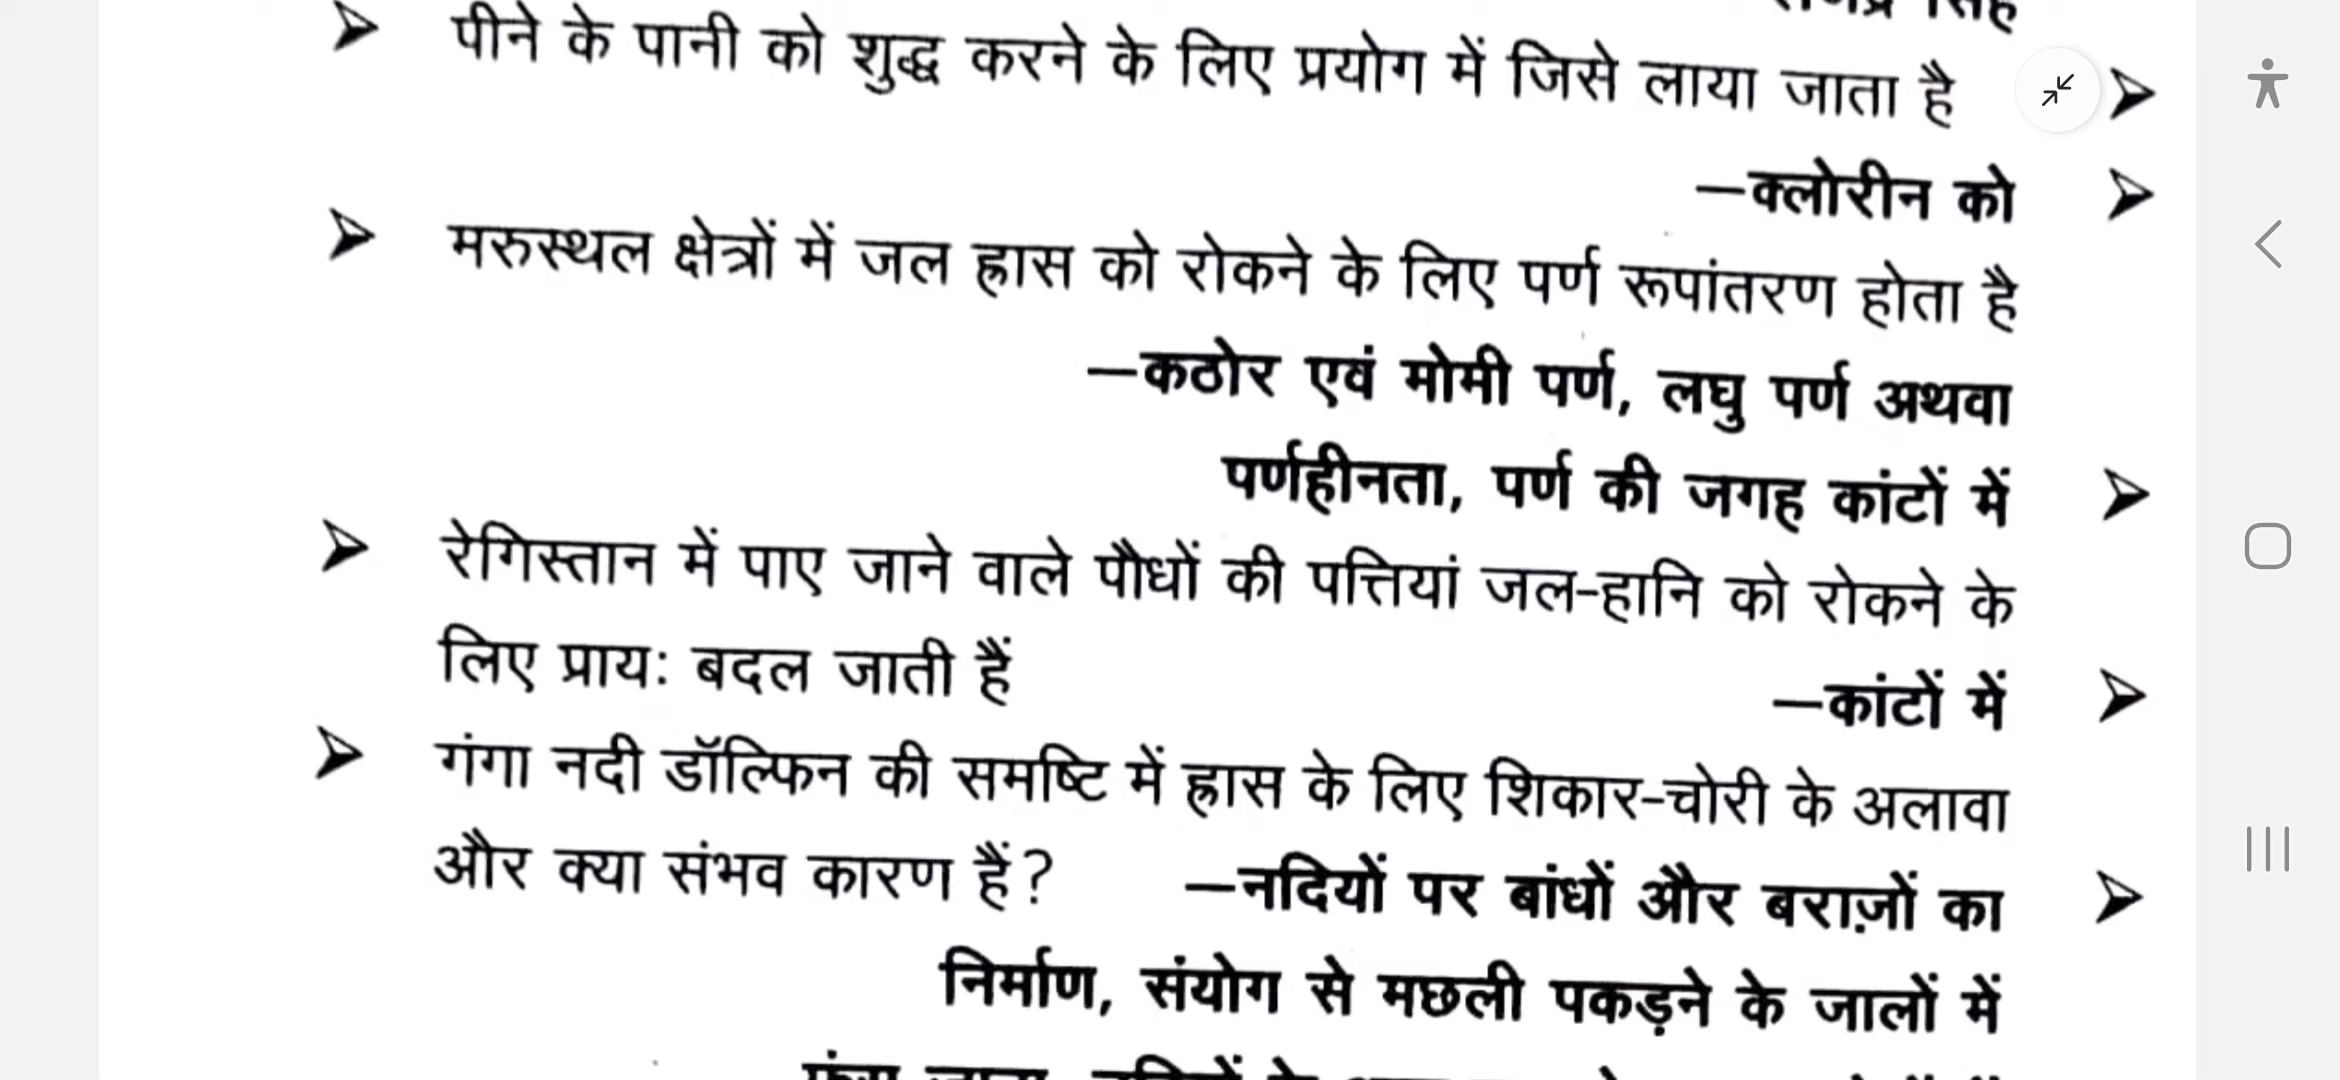 पीने के पानी को शुद्ध करने के लिए प्रयोग में जिसे लाया जाता है
—क्लोरीन को
मरुस्थल क्षेत्रों में जल ह्रास को रोकने के लिए पर्ण रूपांतरण होता है
—कठोर एवं मोमी पर्ण, लघु पर्ण अथवा
पर्णहीनता, पर्ण की जगह कांटों में
रेगिस्तान में पाए जाने वाले पौधों की पत्तियां जल-हानि को रोकने के
लिए प्रायः बदल जाती हैं —कांटों में
गंगा नदी डॉल्फिन की समष्टि में ह्रास के लिए शिकार-चोरी के अलावा
और क्या संभव कारण हैं? —नदियों पर बांधों और बराज़ों का
निर्माण, संयोग से मछली पकड़ने के जालों में